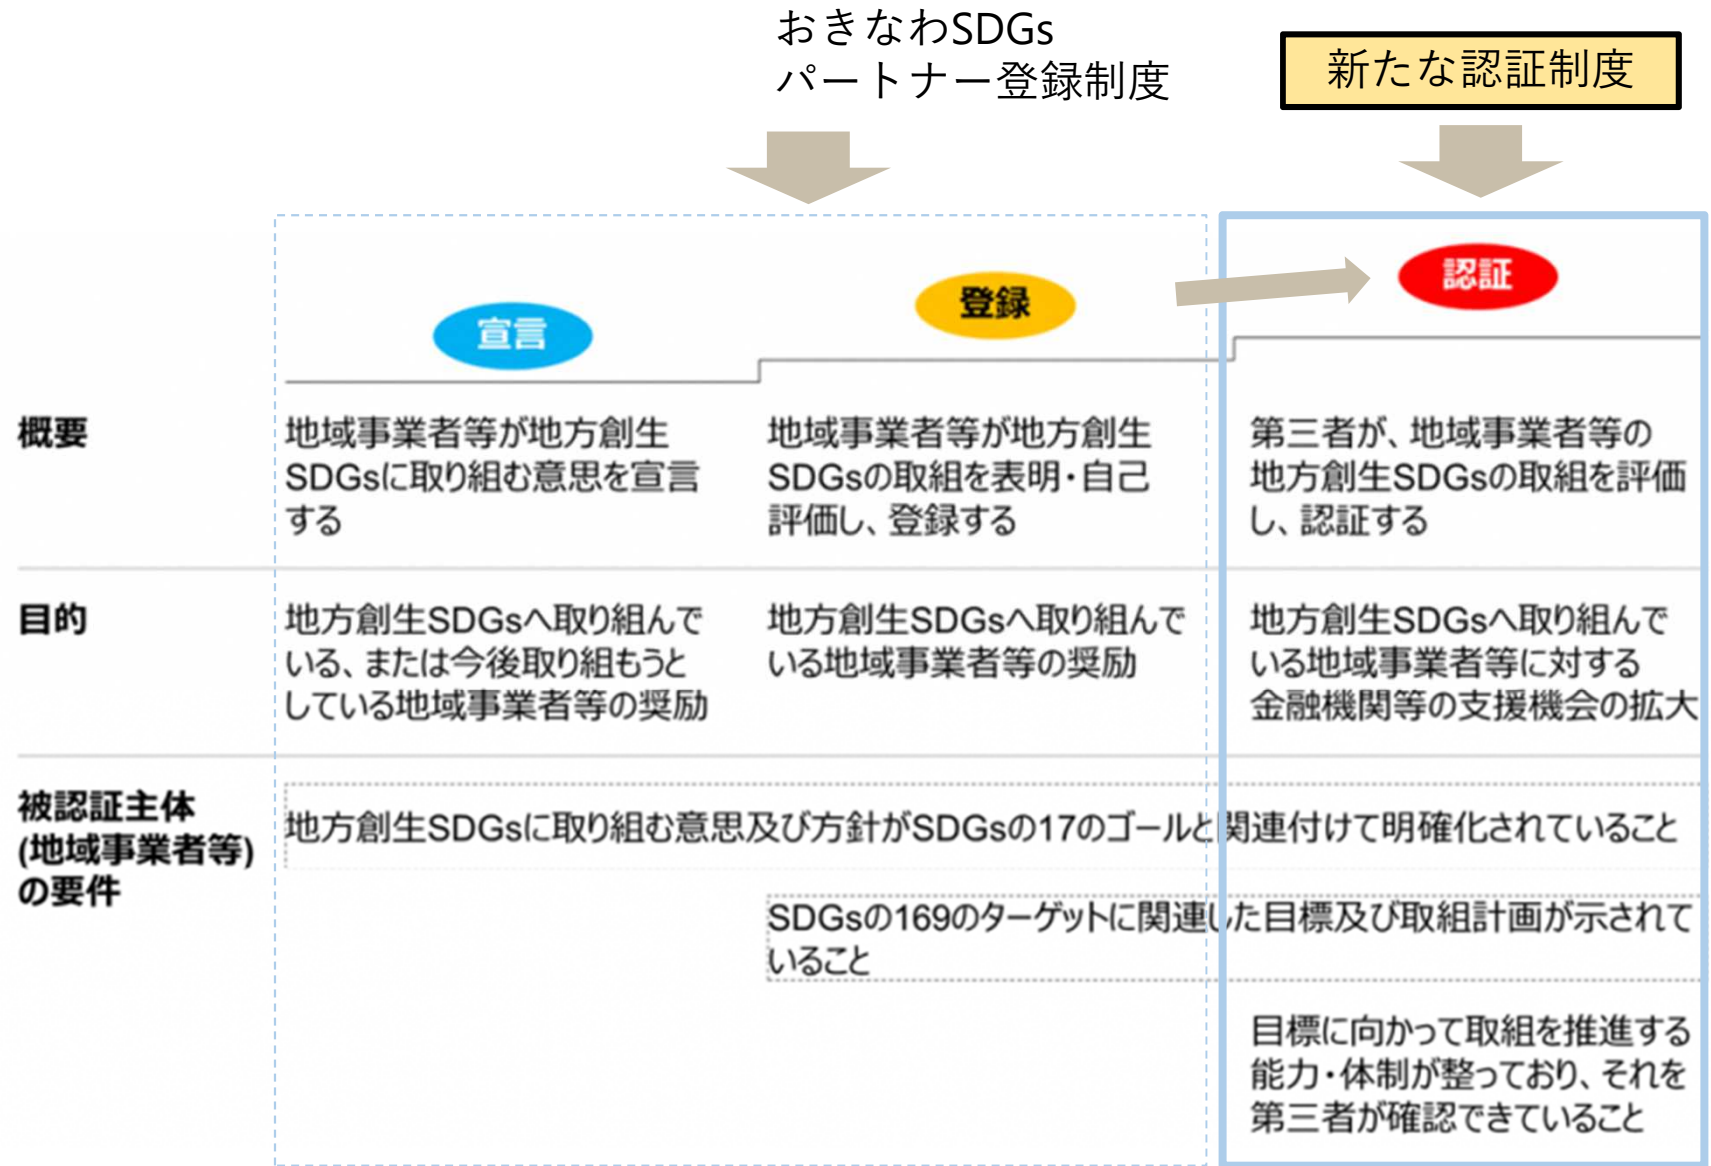 おきなわSDGs
パートナー登録制度
新たな認証制度
宣言
登録
認証
概要
地域事業者等が地方創生
SDGsに取り組む意思を宣言
する
地域事業者等が地方創生
SDGsの取組を表明・自己
評価し、登録する
第三者が、地域事業者等の
地方創生SDGsの取組を評価
し、認証する
目的
地方創生SDGsへ取り組んで
いる、または今後取り組もうと
している地域事業者等の奨励
地方創生SDGsへ取り組んで
いる地域事業者等の奨励
地方創生SDGsへ取り組んで
いる地域事業者等に対する
金融機関等の支援機会の拡大
被認証主体
(地域事業者等)
の要件
地方創生SDGsに取り組む意思及び方針がSDGsの17のゴールと関連付けて明確化されていること
SDGsの169のターゲットに関連した目標及び取組計画が示されて
いること
目標に向かって取組を推進する
能力・体制が整っており、それを
第三者が確認できていること